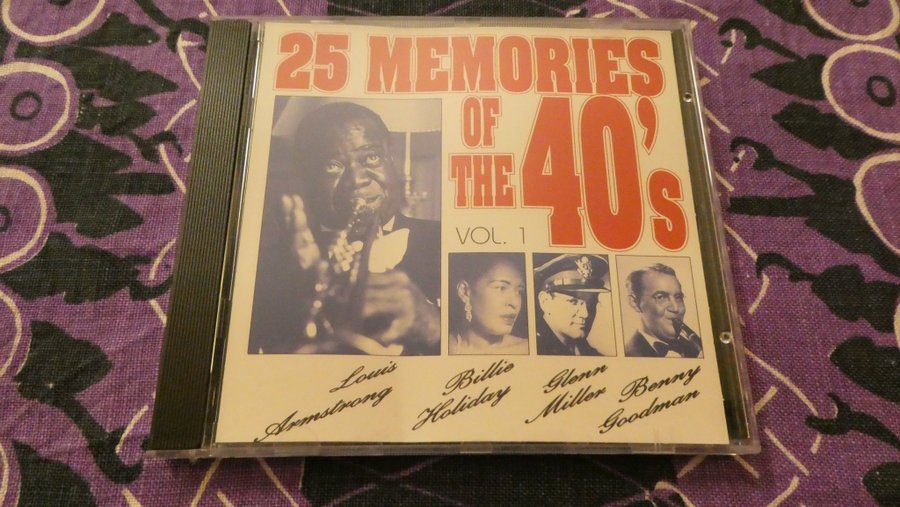 25 MEMORIES
OF
THE
40's
VOL. 1
Louis
Armstrong
Billie
Holiday
Glenn
Miller
Benny
Goodman